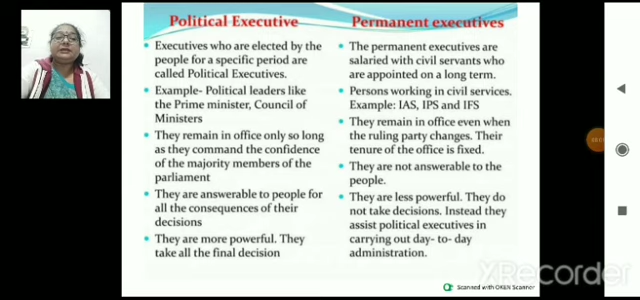 Political Executive
Executives who are elected by the
people for a specific period are
called Political Executives.
Example- Political leaders like
the Prime minister, Council of
Ministers
They remain in office only so long
as they command the confidence
of the majority members of the
parliament
They are answerable to people for
all the consequences of their
decisions
They are more powerful. They
take all the final decision
Permanent executives
The permanent executives are
salaried with civil servants who
are appointed on a long term.
Persons working in civil services.
Example: IAS, IPS and IFS
They remain in office even when
the ruling party changes. Their
tenure of the office is fixed.
They are not answerable to the
people.
They are less powerful. They do
not take decisions. Instead they
assist political executives in
carrying out day- to- day
administration.
Scanned with OKEN Scanner
XRecorder